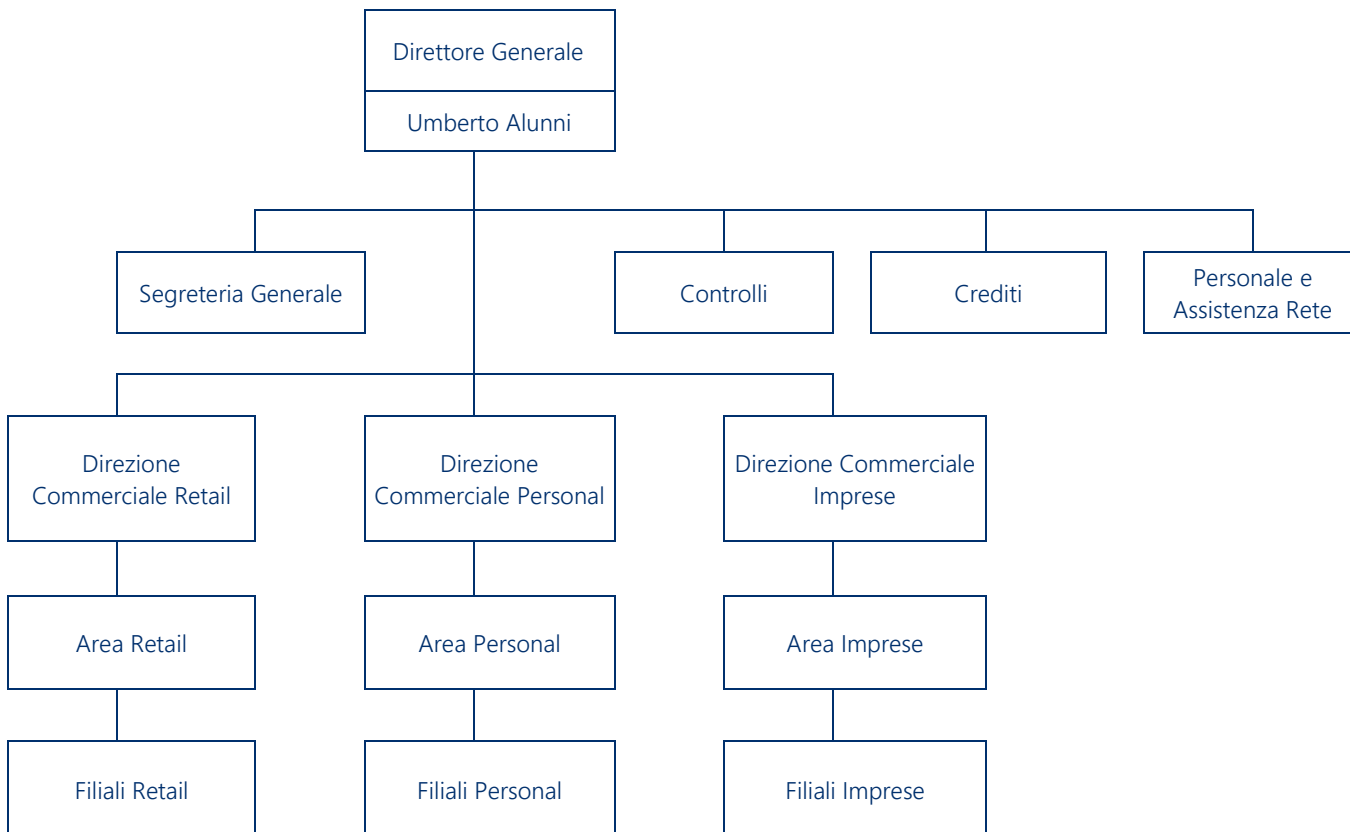 Direttore Generale
Umberto Alunni
Segreteria Generale
Controlli
Crediti
Personale e
Assistenza Rete
Direzione
Commerciale Retail
Direzione
Commerciale Personal
Direzione Commerciale
Imprese
Area Retail
Area Personal
Area Imprese
Filiali Retail
Filiali Personal
Filiali Imprese